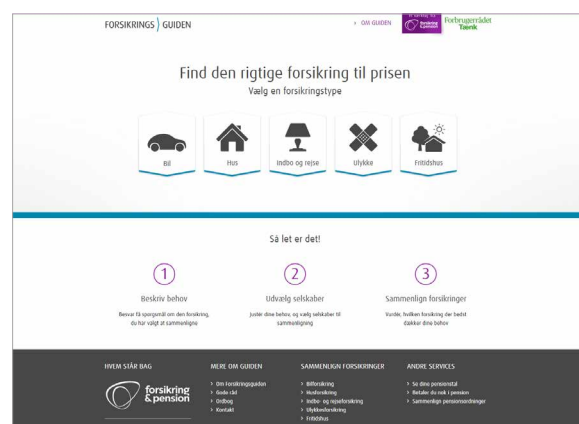 FORSIKRINGS GUIDEN
› OM GUIDEN
forsikring
& pension
Forbrugerrådet
Tænk
Find den rigtige forsikring til prisen
Vælg en forsikringstype
Bil
Hus
Indbo og rejse
Ulykke
Fritidshus
Så let er det!
1
2
3
Beskriv behov
Udvælg selskaber
Sammenlign forsikringer
Besvar få spørgsmål om den forsikring,
du har valgt at sammenligne
Justér dine behov, og vælg selskaber til
sammenligning
Vurdér, hvilken forsikring der bedst
dækker dine behov
HVEM STÅR BAG
forsikring
& pension
MERE OM GUIDEN
› Om Forsikringsguiden
› Gode råd
› Ordbog
› Kontakt
SAMMENLIGN FORSIKRINGER
› Bilforsikring
› Husforsikring
› Indbo- og rejseforsikring
› Ulykkesforsikring
› Fritidshus
ANDRE SERVICES
› Se dine pensionstal
› Betaler du nok i pension
› Sammenlign pensionsordninger